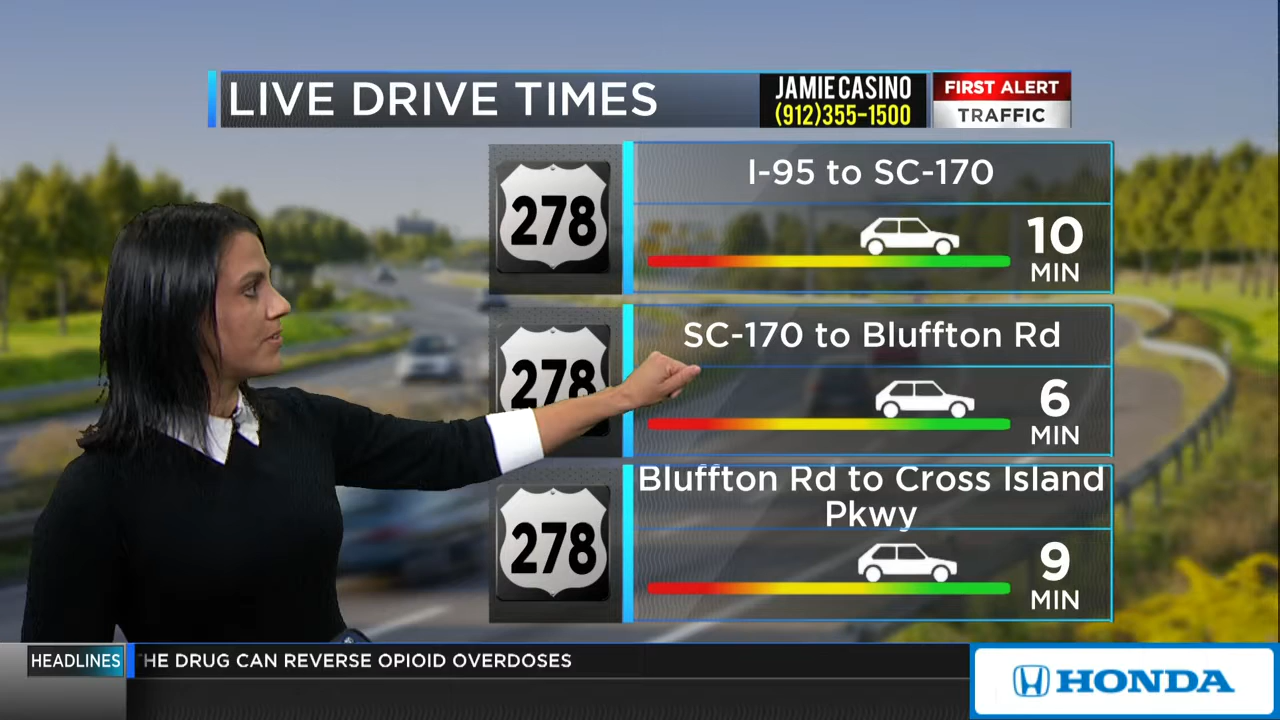 LIVE DRIVE TIMES
JAMIE CASINO
(912)355-1500
FIRST ALERT
TRAFFIC
278
I-95 to SC-170
10
MIN
278
SC-170 to Bluffton Rd
6
MIN
278
Bluffton Rd to Cross Island
Pkwy
9
MIN
HEADLINES
HE DRUG CAN REVERSE OPIOID OVERDOSES
HONDA